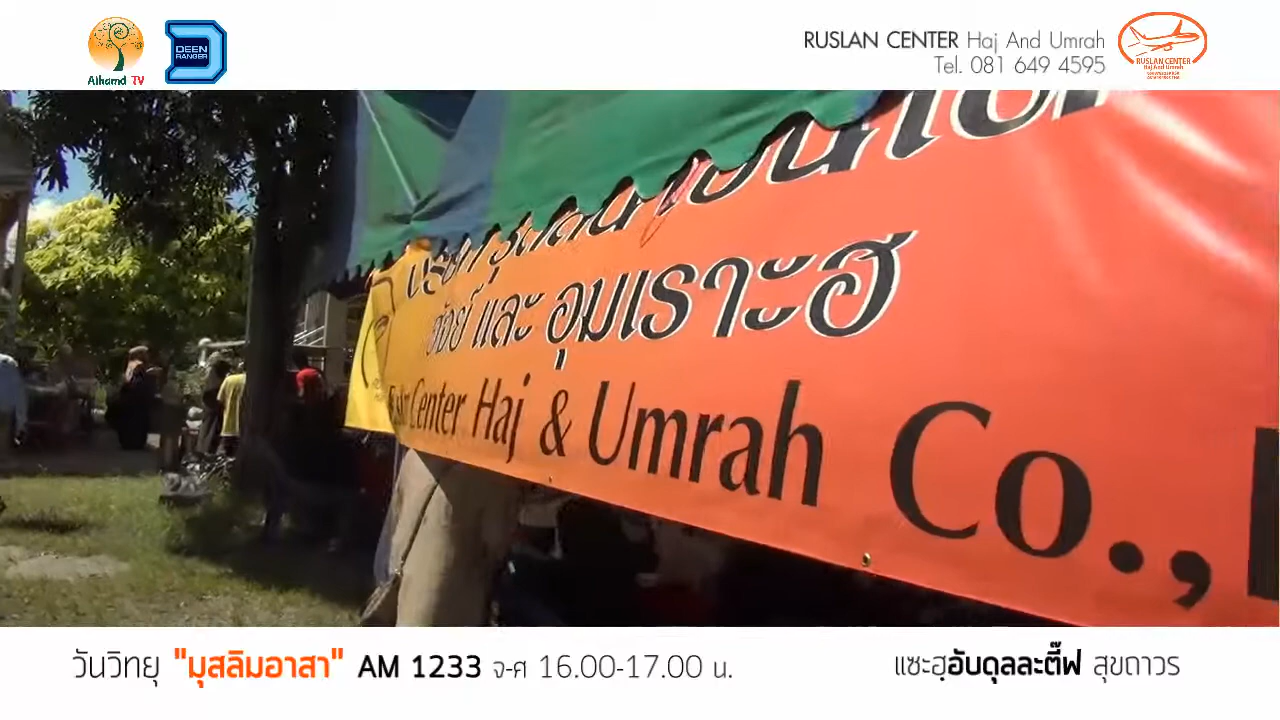 Alhamd TV
DEEN
RANGER
RUSLAN CENTER Haj And Umrah
Tel. 081 649 4595
RUSLAN CENTER
Haj And Umrah
ฮัจย์ และ อุมเราะฮ
Center Haj & Umrah Co.,
วันวิทยุ "มุสลิมอาสา" AM 1233 จ-ศ 16.00-17.00 น.
แซะฮฺอับดุลละตี๊ฟ สุขถาวร